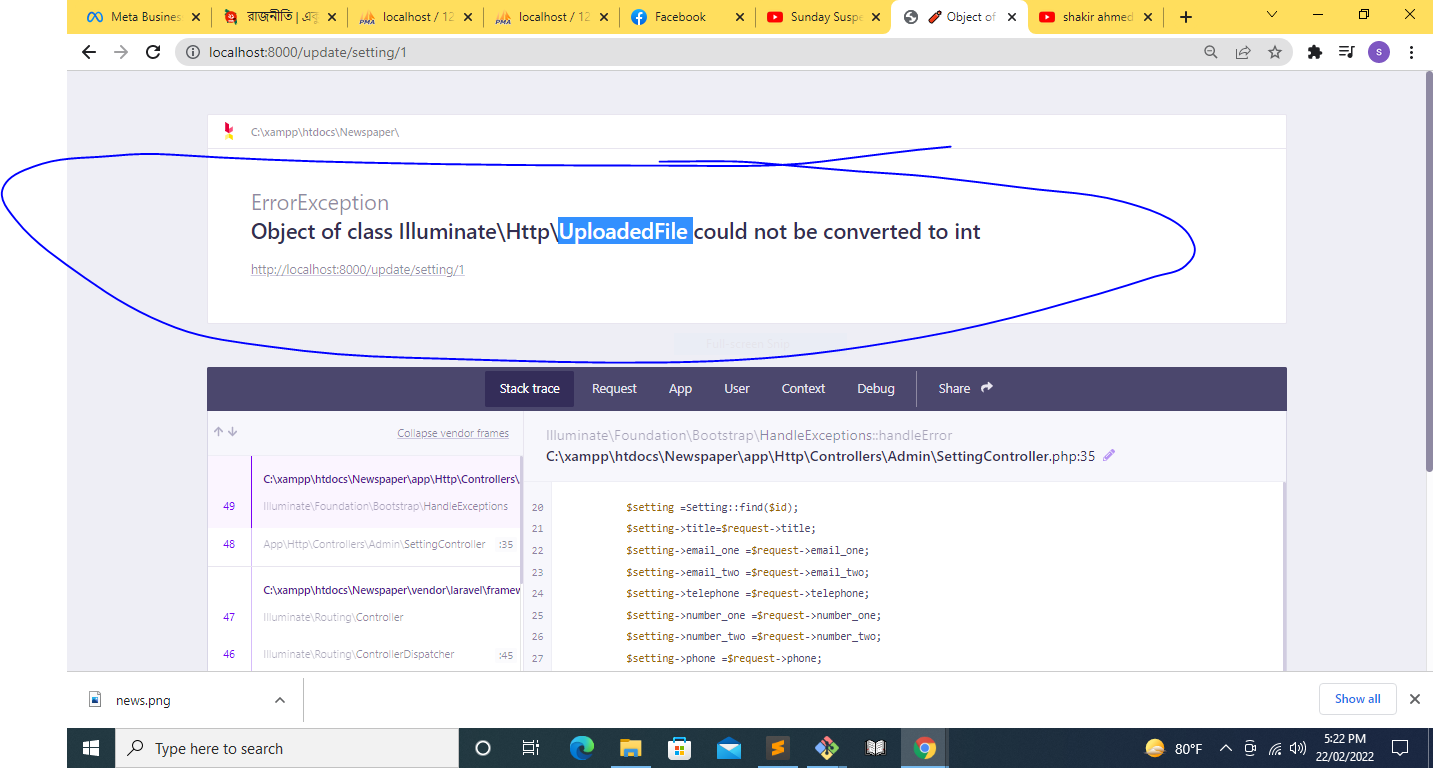 Meta Busines
রাজনীতি | এবু
localhost / 12
localhost / 12
Facebook
Sunday Suspe
Object of
shakir ahmed
localhost:8000/update/setting/1
s
C:\xampp\htdocs\Newspaper\
ErrorException
Object of class Illuminate\Http\UploadedFile could not be converted to int
http://localhost:8000/update/setting/1
Full-screen Snip
Stack trace Request App User Context Debug Share
Collapse vendor frames
Illuminate\Foundation\Bootstrap\HandleExceptions::handleError
C:\xampp\htdocs\Newspaper\app\Http\Controllers\Admin\SettingController.php:35
C:\xampp\htdocs\Newspaper\app\Http\Controllers\
49 Illuminate\Foundation\Bootstrap\HandleExceptions
48 App\Http\Controllers\Admin\SettingController :35
C:\xampp\htdocs\Newspaper\vendor\laravel\framew
47 Illuminate\Routing\Controller
46 Illuminate\Routing\ControllerDispatcher :45
20 $setting =Setting::find($id);
21 $setting->title=$request->title;
22 $setting->email_one =$request->email_one;
23 $setting->email_two =$request->email_two;
24 $setting->telephone =$request->telephone;
25 $setting->number_one =$request->number_one;
26 $setting->number_two =$request->number_two;
27 $setting->phone =$request->phone;
news.png
Show all
Type here to search
80°F
5:22 PM
22/02/2022